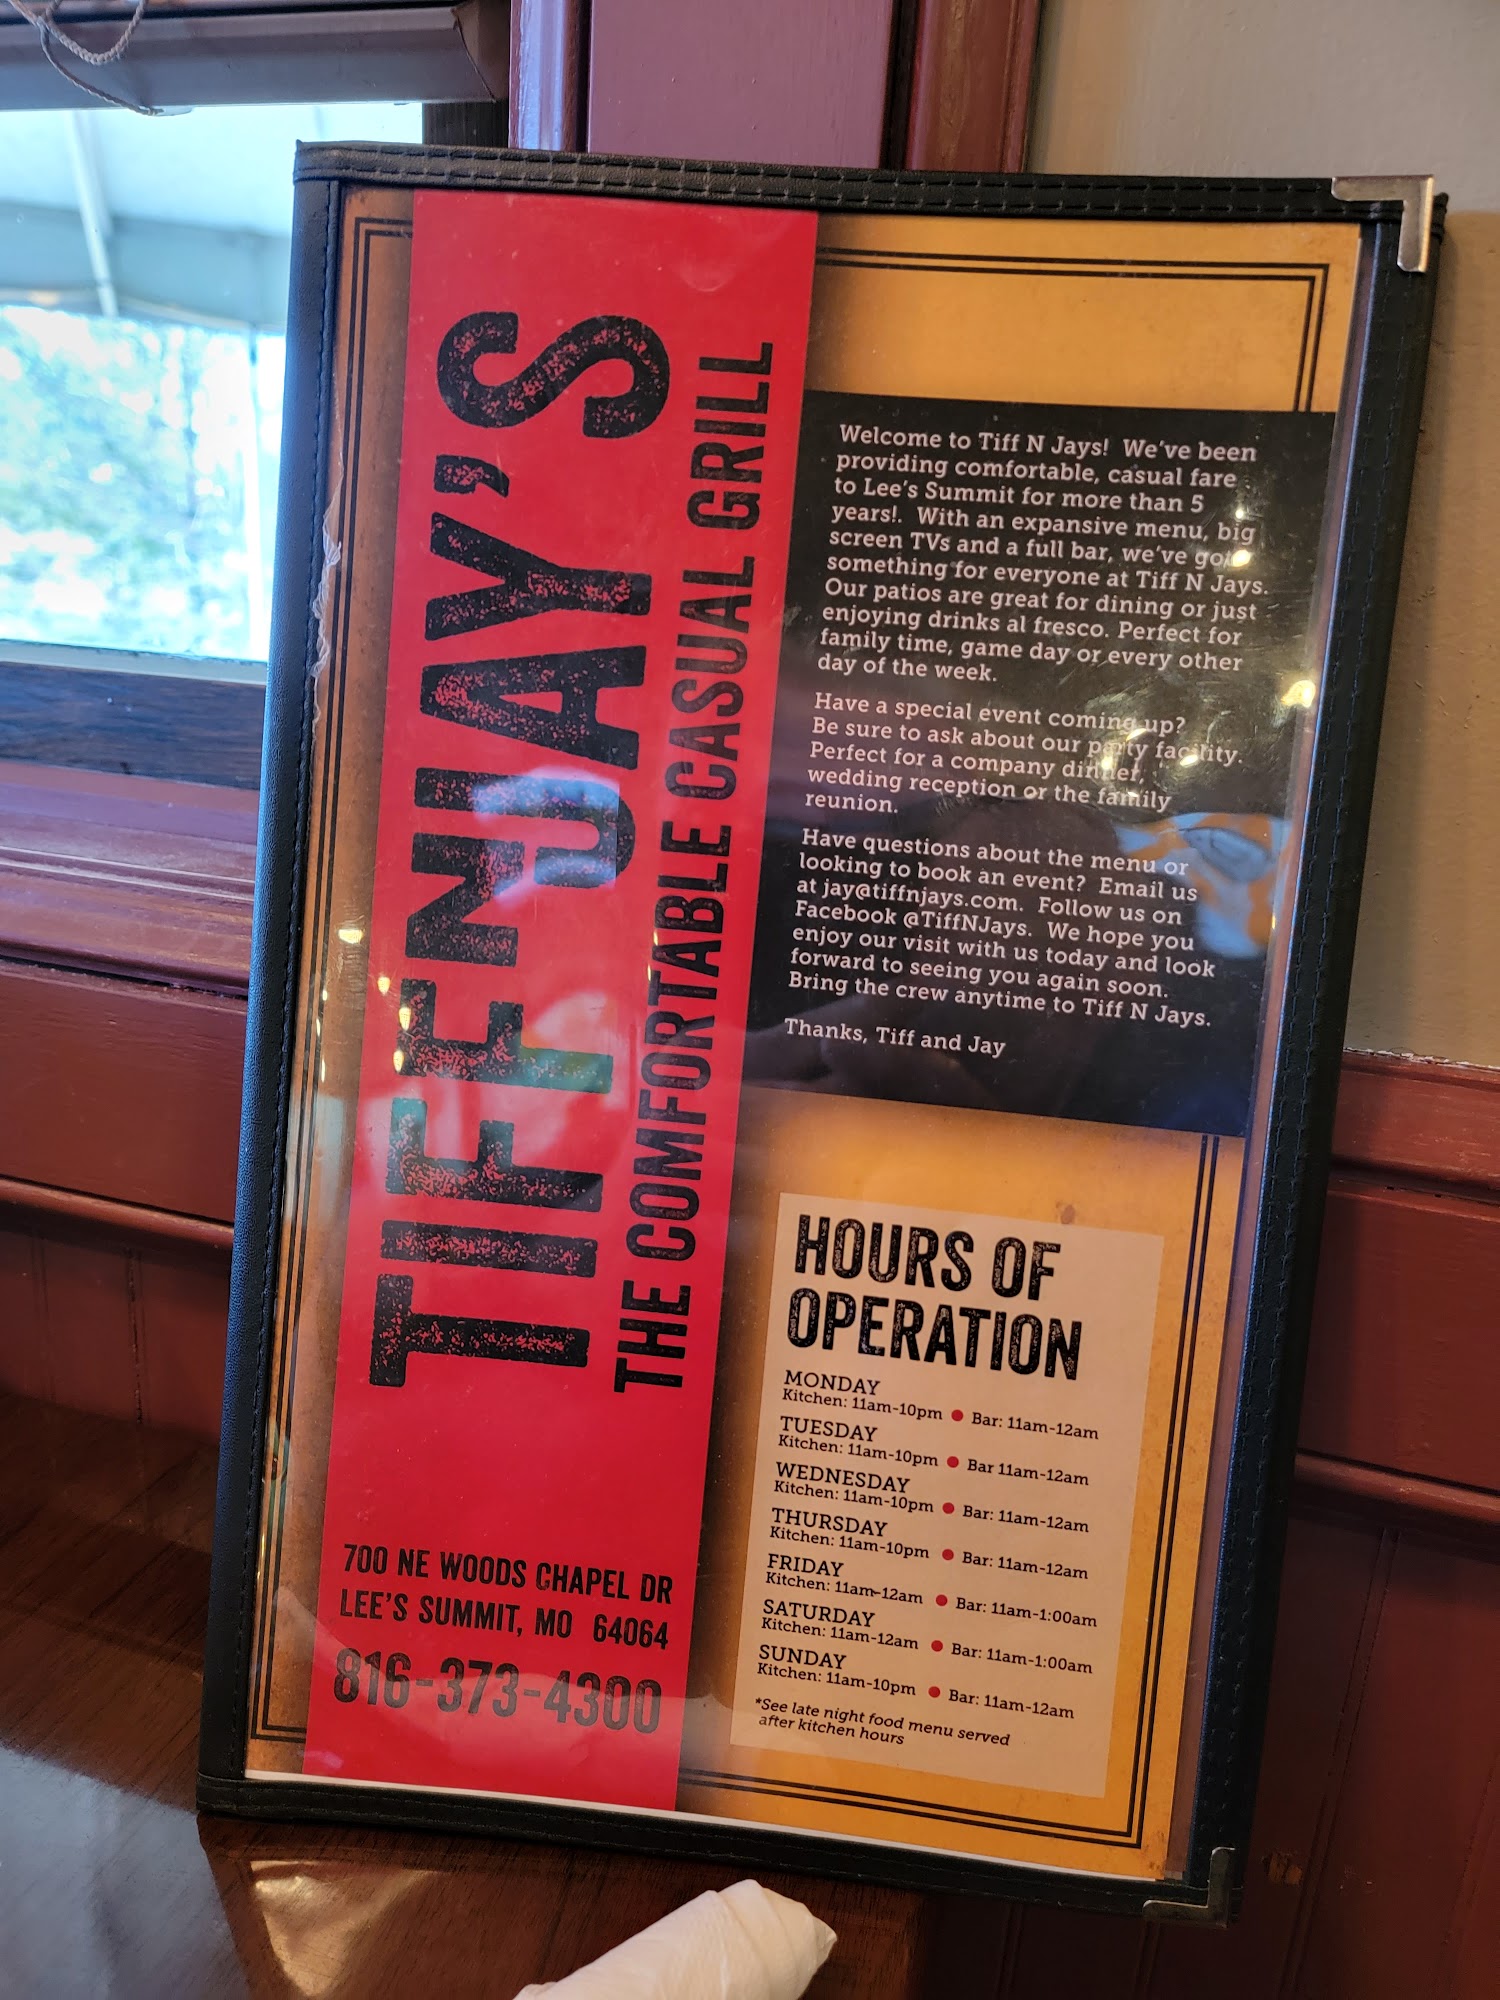 TIFF N JAY'S
THE COMFORTABLE CASUAL GRILL
700 NE WOODS CHAPEL DR
LEE'S SUMMIT, MO 64064
816-373-4300
Welcome to Tiff N Jays! We've been
providing comfortable, casual fare
to Lee's Summit for more than 5
years!. With an expansive menu, big
screen TVs and a full bar, we've got
something for everyone at Tiff N Jays.
Our patios are great for dining or just
enjoying drinks al fresco. Perfect for
family time, game day or every other
day of the week.
Have a special event coming up?
Be sure to ask about our party facility.
Perfect for a company dinner,
wedding reception or the family
reunion.
Have questions about the menu or
looking to book an event? Email us
at jay@tiffnjays.com. Follow us on
Facebook @TiffNJays. We hope you
enjoy our visit with us today and look
forward to seeing you again soon.
Bring the crew anytime to Tiff N Jays.
Thanks, Tiff and Jay
HOURS OF
OPERATION
MONDAY
Kitchen: 11am-10pm ● Bar: 11am-12am
TUESDAY
Kitchen: 11am-10pm ● Bar 11am-12am
WEDNESDAY
Kitchen: 11am-10pm ● Bar: 11am-12am
THURSDAY
Kitchen: 11am-10pm ● Bar: 11am-12am
FRIDAY
Kitchen: 11am-12am ● Bar: 11am-1:00am
SATURDAY
Kitchen: 11am-12am ● Bar: 11am-1:00am
SUNDAY
Kitchen: 11am-10pm ● Bar: 11am-12am
*See late night food menu served
after kitchen hours